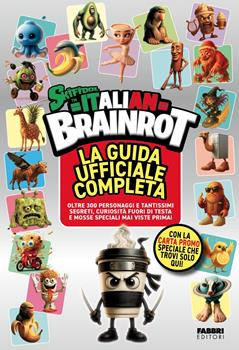 SKIFIDOL
ITALIAN
BRAINROT
LA GUIDA
UFFICIALE
COMPLETA
OLTRE 300 PERSONAGGI E TANTISSIMI
SEGRETI, CURIOSITÀ FUORI DI TESTA
E MOSSE SPECIALI MAI VISTE PRIMA!
CON LA
CARTA PROMO
SPECIALE CHE
TROVI SOLO
QUI!
FABBRI
EDITORI